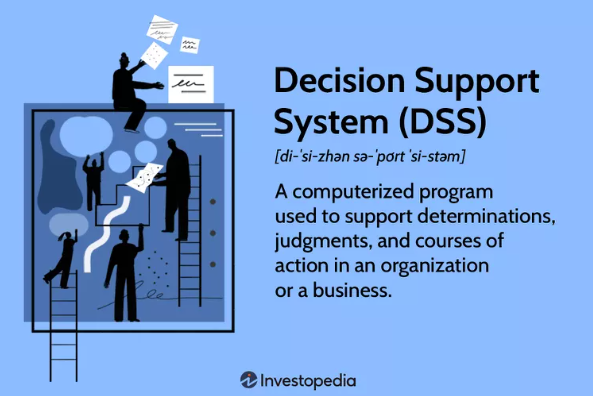 Decision Support
System (DSS)
[di-ˈsi-zhən sə-ˈpȯrt ˈsi-stəm]
A computerized program
used to support determinations,
judgments, and courses of
action in an organization
or a business.
Investopedia